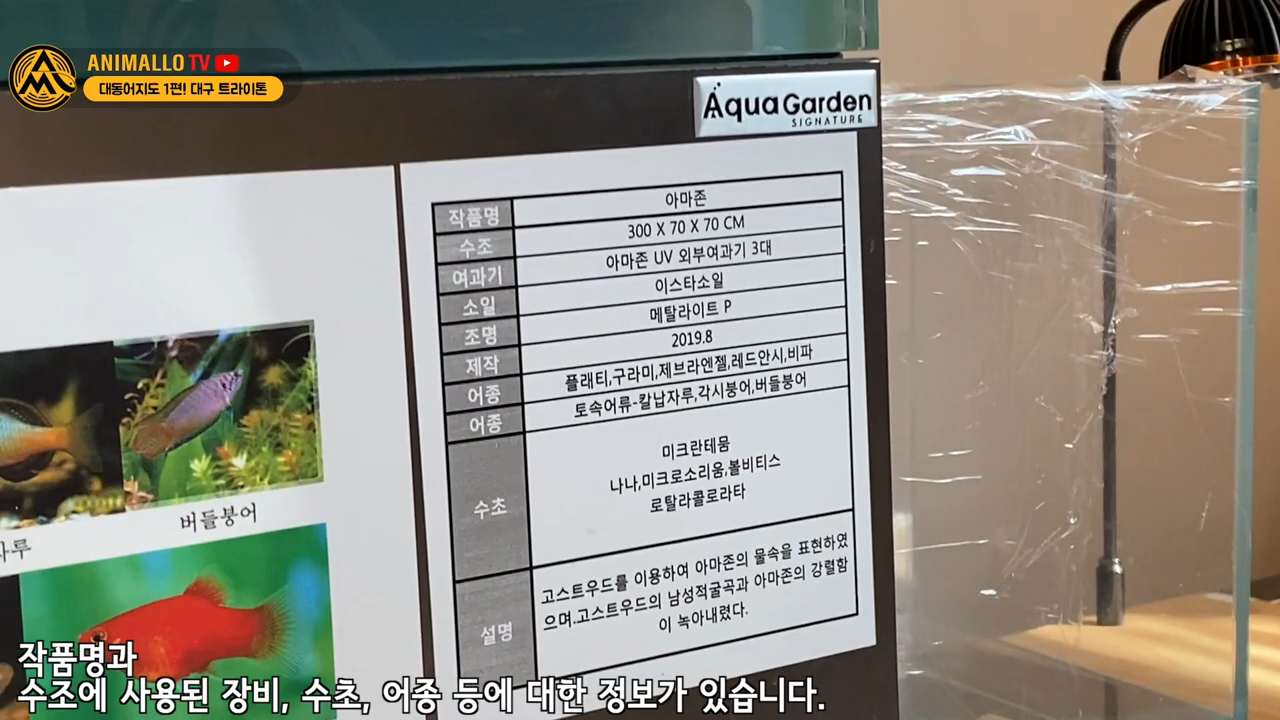 ANIMALLO TV
대동어지도 1편! 대구 트라이톤
Aqua Garden
SIGNATURE
작품명 아마존
수조 300 X 70 X 70 CM
여과기 아마존 UV 외부여과기 3대
소일 이스타소일
조명 메탈라이트 P
제작 2019.8
어종 플래티,구라미,제브라엔젤,레드안시,비파
어종 토속어류-칼납자루,각시붕어,버들붕어
수초 미크란테뭄
나나,미크로소리움,볼비티스
로탈라콜로라타
설명 고스트우드를 이용하여 아마존의 물속을 표현하였
으며.고스트우드의 남성적굴곡과 아마존의 강렬함
이 녹아내렸다.
버들붕어
자루
작품명과
수조에 사용된 장비, 수초, 어종 등에 대한 정보가 있습니다.